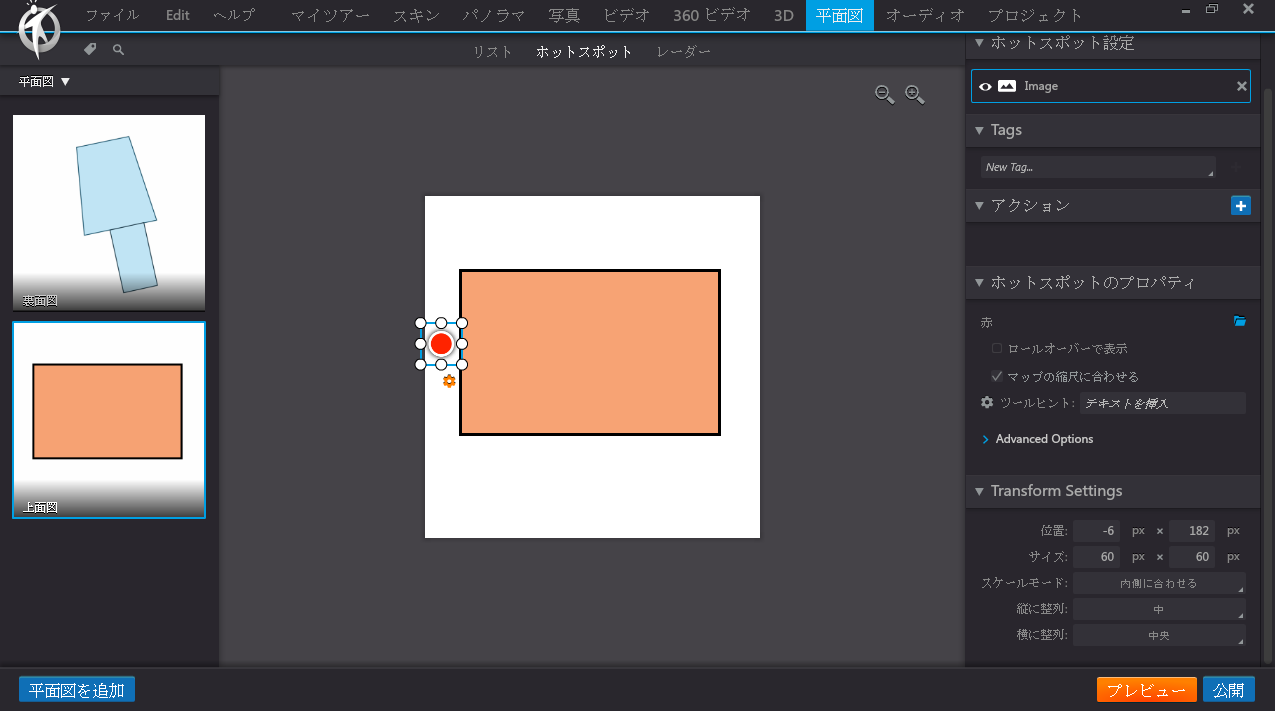 ファイル Edit ヘルプ マイツアー スキン パノラマ 写真 ビデオ 360 ビデオ 3D 平面図 オーディオ プロジェクト
リスト ホットスポット レーダー
平面図 ▼
裏面図
上面図
平面図を追加
ホットスポット設定
Image
Tags
New Tag...
アクション
ホットスポットのプロパティ
赤
ロールオーバーで表示
マップの縮尺に合わせる
ツールヒント: テキストを挿入
Advanced Options
Transform Settings
位置: -6 px × 182 px
サイズ: 60 px × 60 px
スケールモード: 内側に合わせる
縦に整列: 中
横に整列: 中央
プレビュー 公開